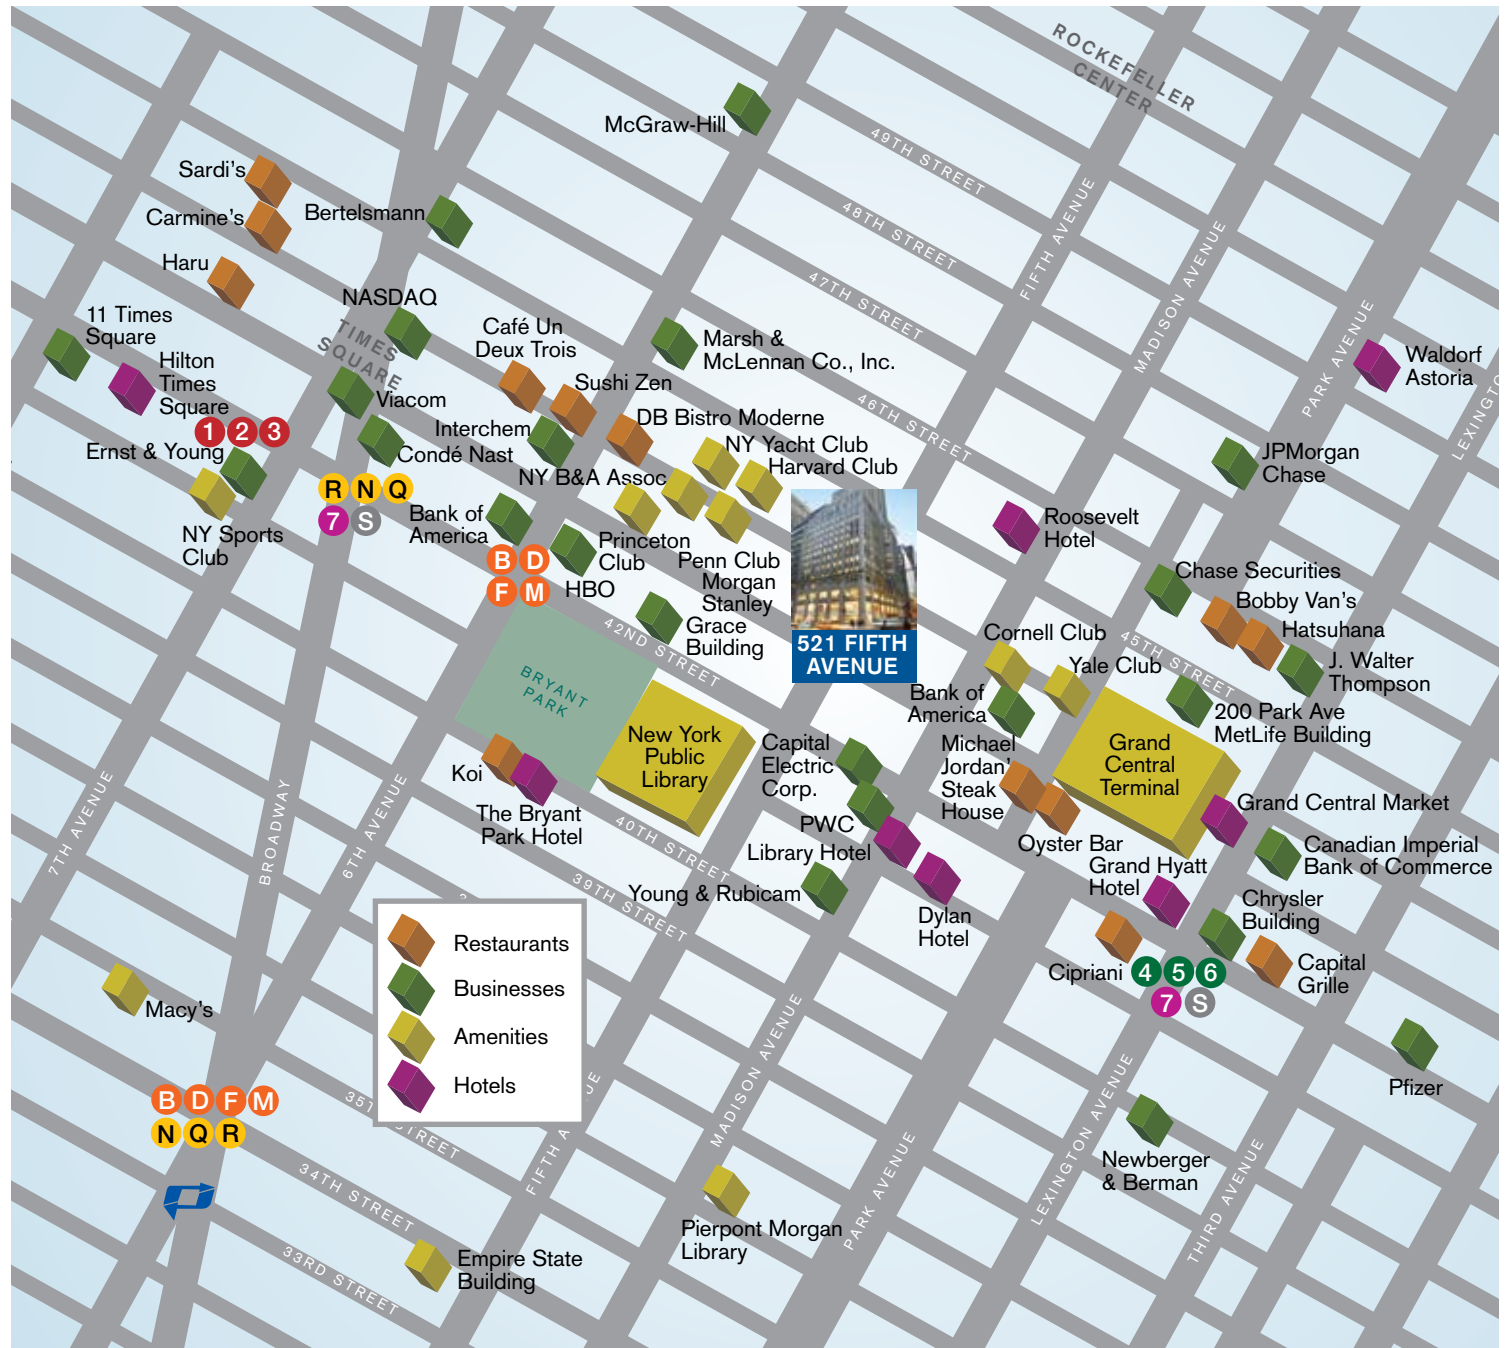 ROCKEFELLER
CENTER
McGraw-Hill
49TH STREET
Sardi's
Carmine's
Bertelsmann
48TH STREET
FIFTH AVENUE
MADISON AVENUE
Haru
NASDAQ
47TH STREET
11 Times
Square
TIMES
SQUARE
Café Un
Deux Trois
Marsh &
McLennan Co., Inc.
PARK AVENUE
Waldorf
Astoria
Hilton
Times
Square
Viacom
Sushi Zen
46TH STREET
DB Bistro Moderne
1 2 3
Interchem
NY Yacht Club
Harvard Club
Ernst & Young
Condé Nast
NY B&A Assoc
JPMorgan
Chase
R N Q
7 S
Bank of
America
NY Sports
Club
Princeton
Club
Penn Club
Roosevelt
Hotel
B D
F M
HBO
Morgan
Stanley
Grace
Building
42ND STREET
521 FIFTH
AVENUE
Chase Securities
Bobby Van's
Hatsuhana
Cornell Club
45TH STREET
Yale Club
J. Walter
Thompson
BRYANT
PARK
Bank of
America
200 Park Ave
MetLife Building
New York
Public
Library
Capital
Electric
Corp.
Michael
Jordan'
Steak
House
Grand
Central
Terminal
Koi
The Bryant
Park Hotel
40TH STREET
PWC
Library Hotel
Grand Central Market
Oyster Bar
Grand Hyatt
Hotel
Canadian Imperial
Bank of Commerce
7TH AVENUE
BROADWAY
6TH AVENUE
39TH STREET
Young & Rubicam
Dylan
Hotel
Chrysler
Building
Cipriani
4 5 6
7 S
Capital
Grille
Restaurants
Businesses
Amenities
Hotels
Macy's
MADISON AVENUE
Pfizer
B D F M
N Q R
STREET
FIFTH
LEXINGTON AVENUE
Newberger
& Berman
34TH STREET
PARK AVENUE
THIRD AVENUE
Pierpont Morgan
Library
33RD STREET
Empire State
Building